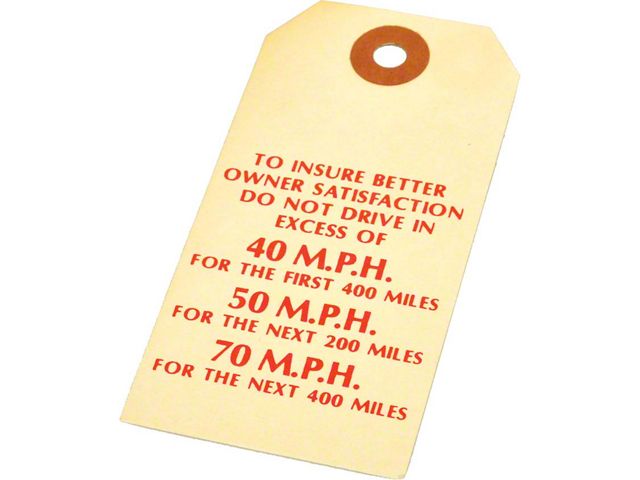 TO INSURE BETTER
OWNER SATISFACTION
DO NOT DRIVE IN
EXCESS OF
40 M.P.H.
FOR THE FIRST 400 MILES
50 M.P.H.
FOR THE NEXT 200 MILES
70 M.P.H.
FOR THE NEXT 400 MILES